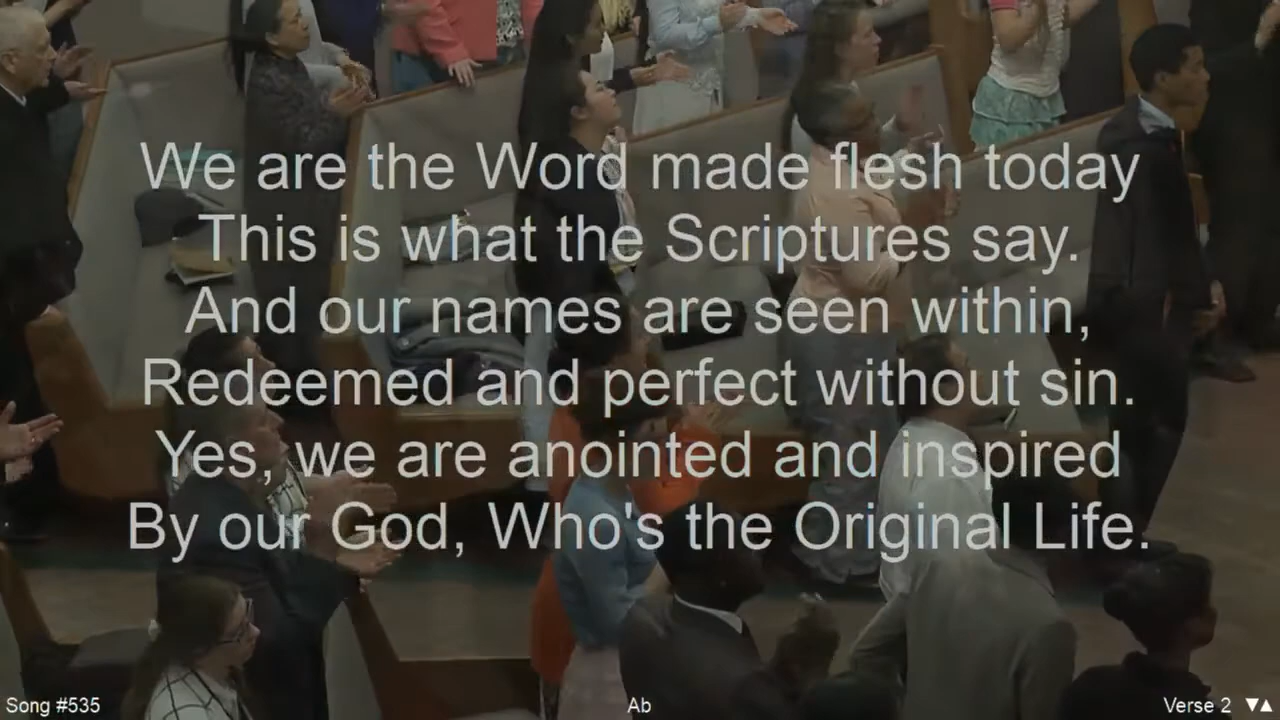 We are the Word made flesh today
This is what the Scriptures say.
And our names are seen within,
Redeemed and perfect without sin.
Yes, we are anointed and inspired
By our God, Who's the Original Life.
Song #535 Ab Verse 2 ▼▲